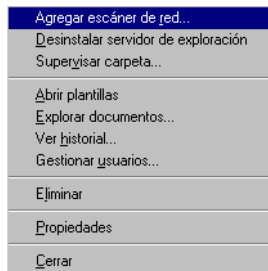 Agregar escáner de red...
Desinstalar servidor de exploración
Supervisar carpeta...
Abrir plantillas
Explorar documentos...
Ver historial...
Gestionar usuarios...
Eliminar
Propiedades
Cerrar